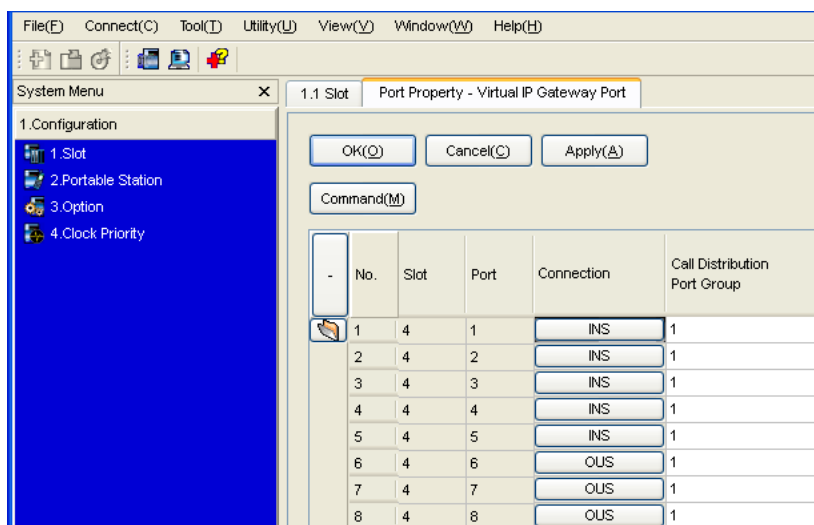 File(F) Connect(C) Tool(T) Utility(U) View(V) Window(W) Help(H)
System Menu X
1.1 Slot Port Property - Virtual IP Gateway Port
1.Configuration
1.Slot
2.Portable Station
3.Option
4.Clock Priority
OK(O) Cancel(C) Apply(A)
Command(M)
- No. Slot Port Connection Call Distribution
Port Group
1 4 1 INS 1
2 4 2 INS 1
3 4 3 INS 1
4 4 4 INS 1
5 4 5 INS 1
6 4 6 OUS 1
7 4 7 OUS 1
8 4 8 OUS 1